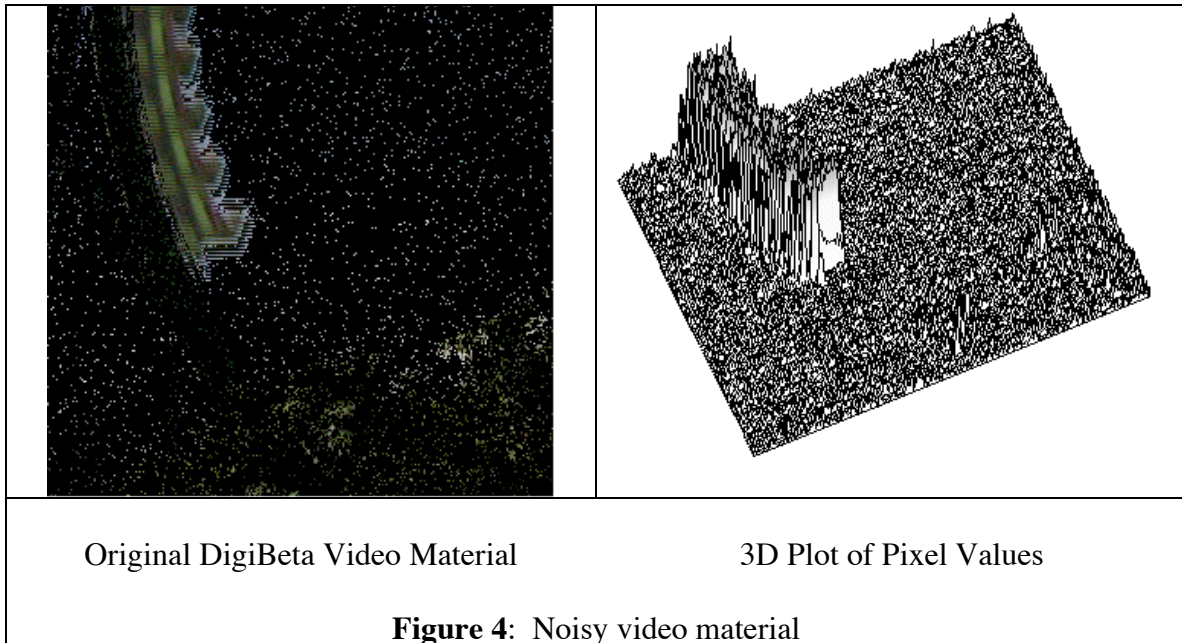 Original DigiBeta Video Material
3D Plot of Pixel Values
Figure 4: Noisy video material